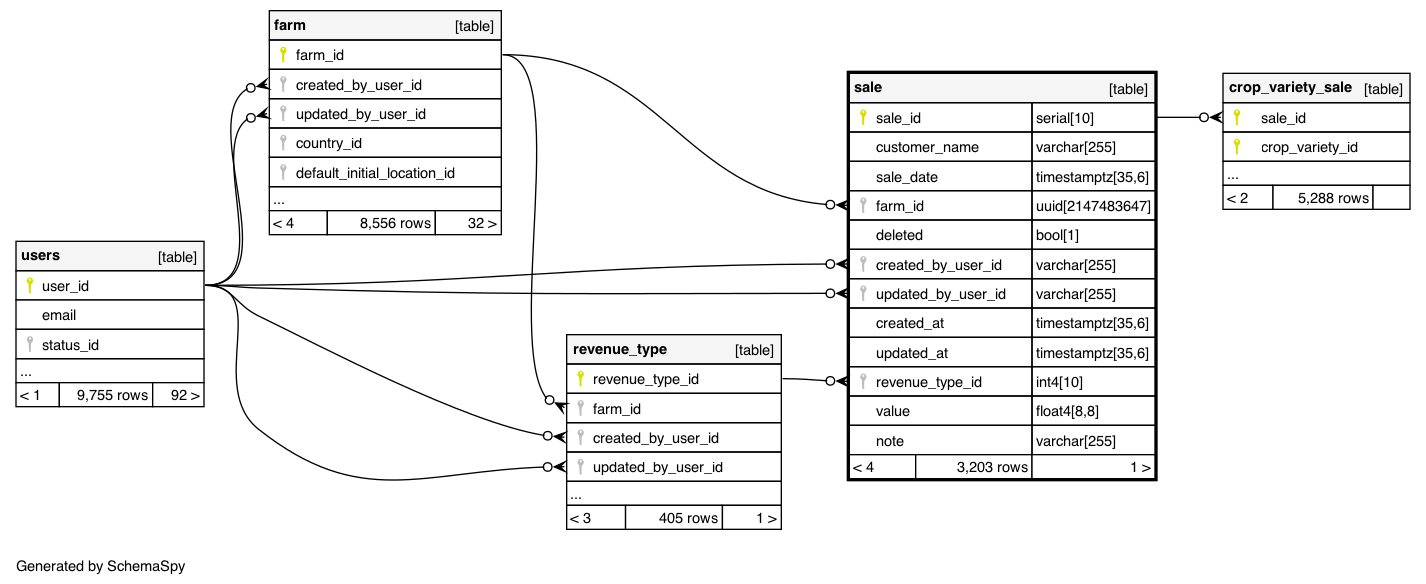 farm [table]
farm_id
created_by_user_id
updated_by_user_id
country_id
default_initial_location_id
...
< 4 8,556 rows 32 >
users [table]
user_id
email
status_id
...
< 1 9,755 rows 92 >
revenue_type [table]
revenue_type_id
farm_id
created_by_user_id
updated_by_user_id
...
< 3 405 rows 1 >
sale [table]
sale_id serial[10]
customer_name varchar[255]
sale_date timestamptz[35,6]
farm_id uuid[2147483647]
deleted bool[1]
created_by_user_id varchar[255]
updated_by_user_id varchar[255]
created_at timestamptz[35,6]
updated_at timestamptz[35,6]
revenue_type_id int4[10]
value float4[8,8]
note varchar[255]
< 4 3,203 rows 1 >
crop_variety_sale [table]
sale_id
crop_variety_id
...
< 2 5,288 rows
Generated by SchemaSpy